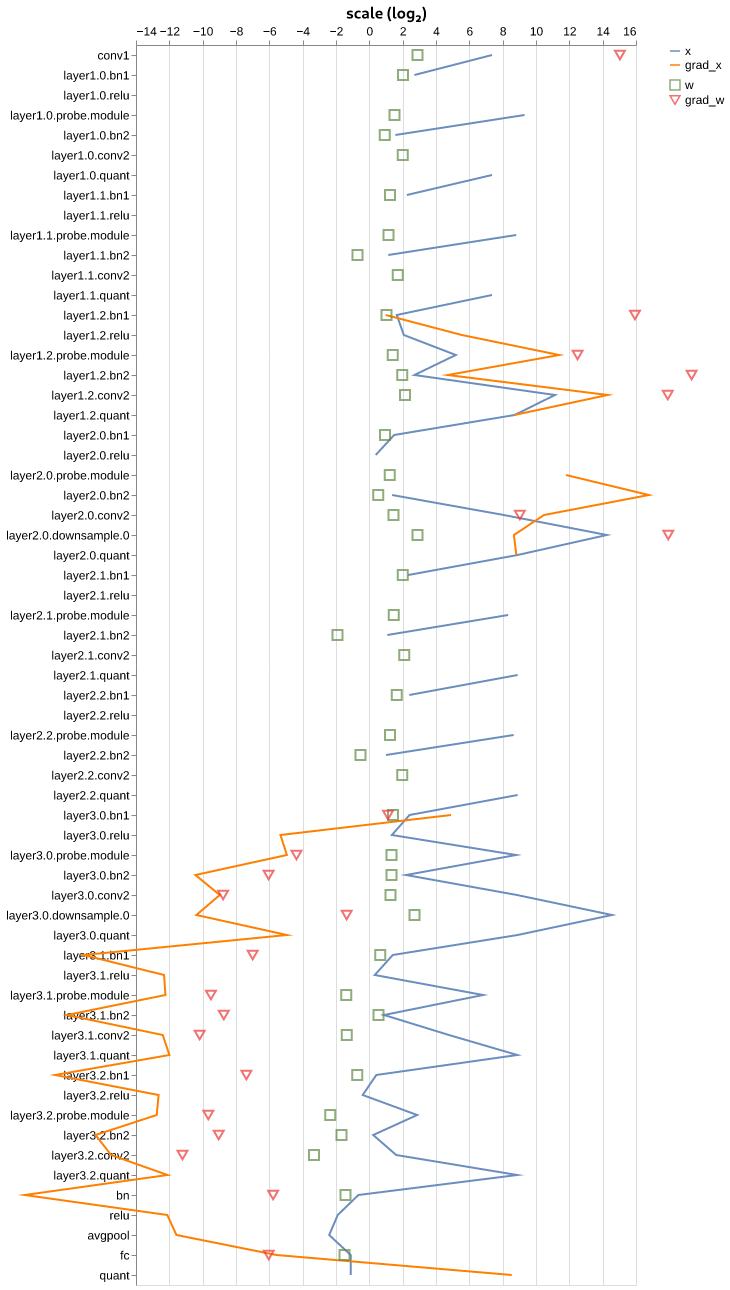 scale (log₂)
−14 −12 −10 −8 −6 −4 −2 0 2 4 6 8 10 12 14 16
x
grad_x
w
grad_w
conv1
layer1.0.bn1
layer1.0.relu
layer1.0.probe.module
layer1.0.bn2
layer1.0.conv2
layer1.0.quant
layer1.1.bn1
layer1.1.relu
layer1.1.probe.module
layer1.1.bn2
layer1.1.conv2
layer1.1.quant
layer1.2.bn1
layer1.2.relu
layer1.2.probe.module
layer1.2.bn2
layer1.2.conv2
layer1.2.quant
layer2.0.bn1
layer2.0.relu
layer2.0.probe.module
layer2.0.bn2
layer2.0.conv2
layer2.0.downsample.0
layer2.0.quant
layer2.1.bn1
layer2.1.relu
layer2.1.probe.module
layer2.1.bn2
layer2.1.conv2
layer2.1.quant
layer2.2.bn1
layer2.2.relu
layer2.2.probe.module
layer2.2.bn2
layer2.2.conv2
layer2.2.quant
layer3.0.bn1
layer3.0.relu
layer3.0.probe.module
layer3.0.bn2
layer3.0.conv2
layer3.0.downsample.0
layer3.0.quant
layer3.1.bn1
layer3.1.relu
layer3.1.probe.module
layer3.1.bn2
layer3.1.conv2
layer3.1.quant
layer3.2.bn1
layer3.2.relu
layer3.2.probe.module
layer3.2.bn2
layer3.2.conv2
layer3.2.quant
bn
relu
avgpool
fc
quant